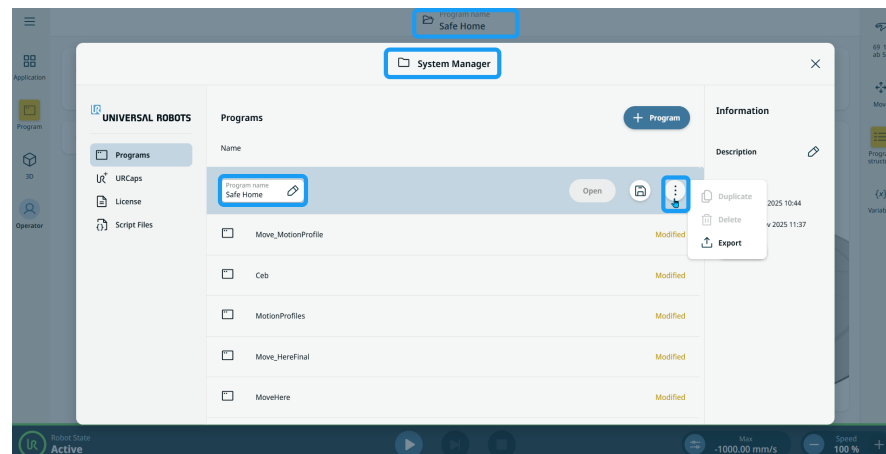 Program name
Safe Home
System Manager
Application
Program
3D
Operator
UNIVERSAL ROBOTS
Programs
URCaps
License
Script Files
Programs
+ Program
Name
Program name
Safe Home
Open
Duplicate
Delete
Export
Move_MotionProfile
Modified
Ceb
Modified
MotionProfiles
Modified
Move_HereFinal
Modified
MoveHere
Modified
Information
Description
2025 10:44
2025 11:37
Mov
Robot State
Active
Max
-1000.00 mm/s
Speed
100 %